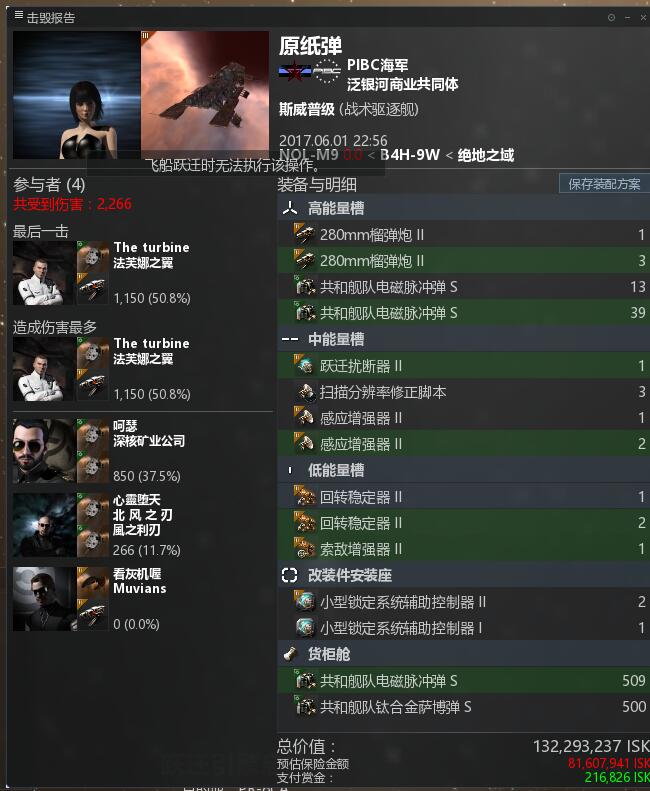 击毁报告
原纸弹
PIBC海军
泛银河商业共同体
斯威普级 (战术驱逐舰)
2017.06.01 22:56
NOL-M9 0.0 < B4H-9W < 绝地之域
飞船跃迁时无法执行该操作。
参与者 (4)
共受到伤害：2,266
最后一击
The turbine
法芙娜之翼
1,150 (50.8%)
造成伤害最多
The turbine
法芙娜之翼
1,150 (50.8%)
呵瑟
深核矿业公司
850 (37.5%)
心靈堕天
北 风 之 刃
風之利刃
266 (11.7%)
看灰机喔
Muvians
0 (0.0%)
装备与明细
保存装配方案
高能量槽
280mm榴弹炮 II 1
280mm榴弹炮 II 3
共和舰队电磁脉冲弹 S 13
共和舰队电磁脉冲弹 S 39
中能量槽
跃迁扰断器 II 1
扫描分辨率修正脚本 3
感应增强器 II 1
感应增强器 II 2
低能量槽
回转稳定器 II 1
回转稳定器 II 2
索敌增强器 II 1
改装件安装座
小型锁定系统辅助控制器 II 2
小型锁定系统辅助控制器 I 1
货柜舱
共和舰队电磁脉冲弹 S 509
共和舰队钛合金萨博弹 S 500
总价值： 132,293,237 ISK
预估保险金额 81,607,941 ISK
支付赏金： 216,826 ISK